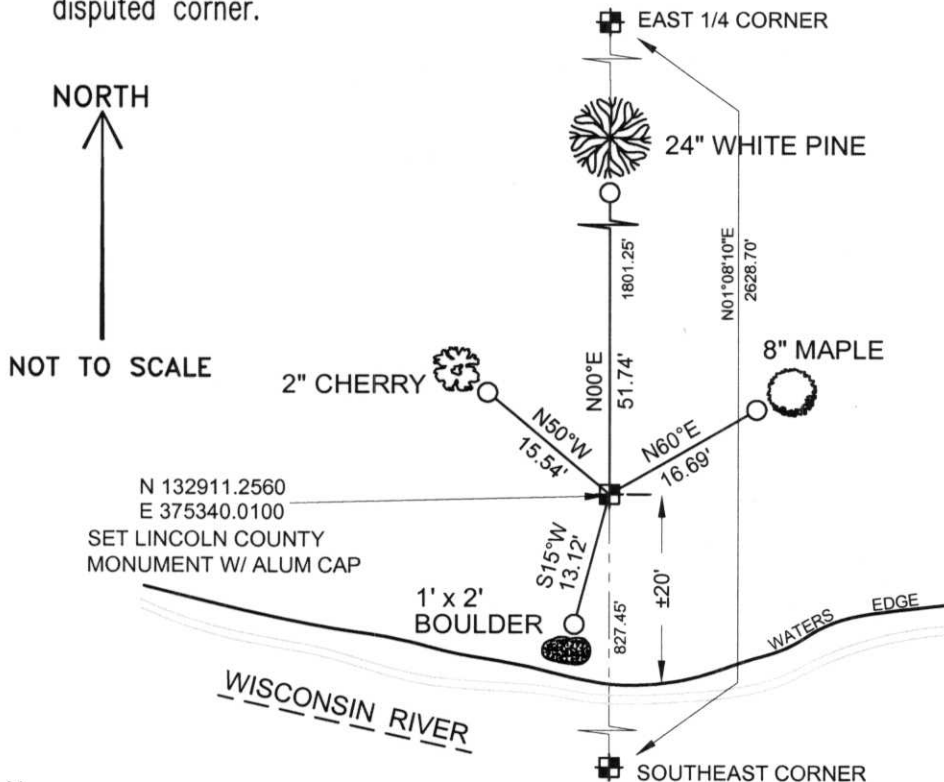 disputed corner.
EAST 1/4 CORNER
NORTH
24" WHITE PINE
1801.25'
N01°08'10"E
2628.70'
NOT TO SCALE
N00°E
51.74'
8" MAPLE
2" CHERRY
N50°W
15.54'
N60°E
16.69'
N 132911.2560
E 375340.0100
SET LINCOLN COUNTY
MONUMENT W/ ALUM CAP
S15°W
13.12'
±20'
1' x 2'
BOULDER
827.45'
WATERS EDGE
WISCONSIN RIVER
SOUTHEAST CORNER